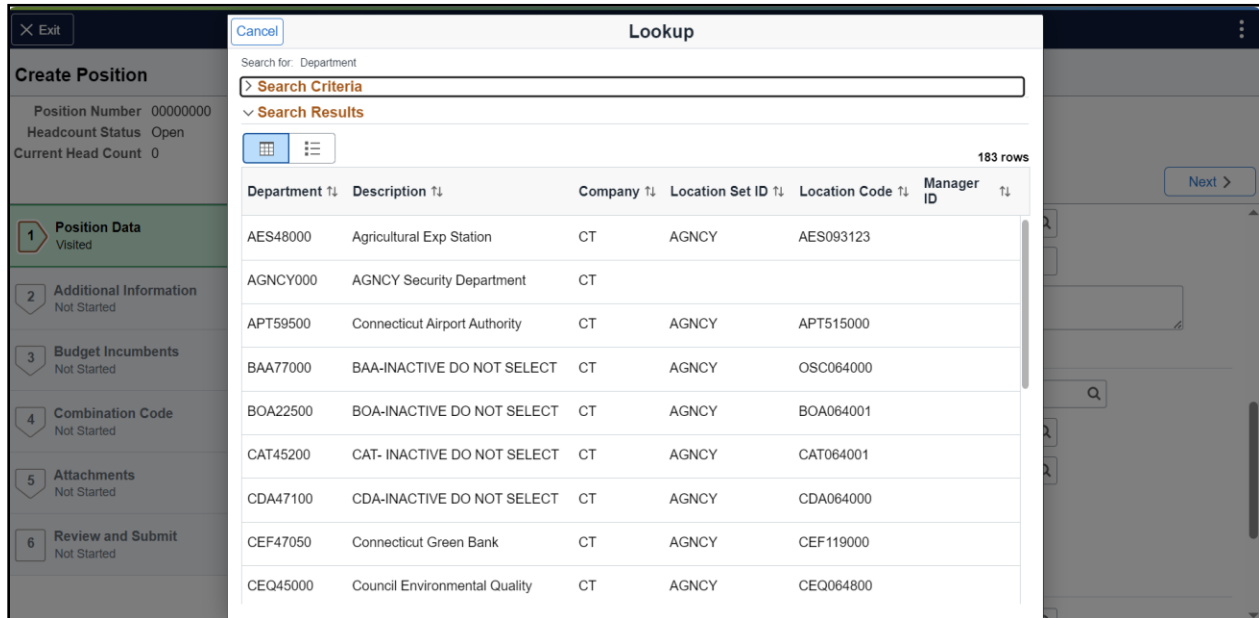 Exit
Create Position
Position Number 00000000
Headcount Status Open
Current Head Count 0
1 Position Data
Visited
2 Additional Information
Not Started
3 Budget Incumbents
Not Started
4 Combination Code
Not Started
5 Attachments
Not Started
6 Review and Submit
Not Started
Cancel
Lookup
Search for: Department
Search Criteria
Search Results
183 rows
Department Description Company Location Set ID Location Code Manager ID
AES48000 Agricultural Exp Station CT AGNCY AES093123
AGNCY000 AGNCY Security Department CT
APT59500 Connecticut Airport Authority CT AGNCY APT515000
BAA77000 BAA-INACTIVE DO NOT SELECT CT AGNCY OSC064000
BOA22500 BOA-INACTIVE DO NOT SELECT CT AGNCY BOA064001
CAT45200 CAT- INACTIVE DO NOT SELECT CT AGNCY CAT064001
CDA47100 CDA-INACTIVE DO NOT SELECT CT AGNCY CDA064000
CEF47050 Connecticut Green Bank CT AGNCY CEF119000
CEQ45000 Council Environmental Quality CT AGNCY CEQ064800
Next